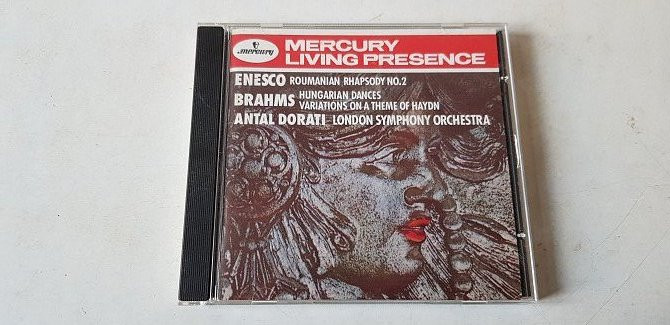 mercury
MERCURY
LIVING PRESENCE
ENESCO ROUMANIAN RHAPSODY NO.2
BRAHMS HUNGARIAN DANCES
VARIATIONS ON A THEME OF HAYDN
ANTAL DORATI LONDON SYMPHONY ORCHESTRA